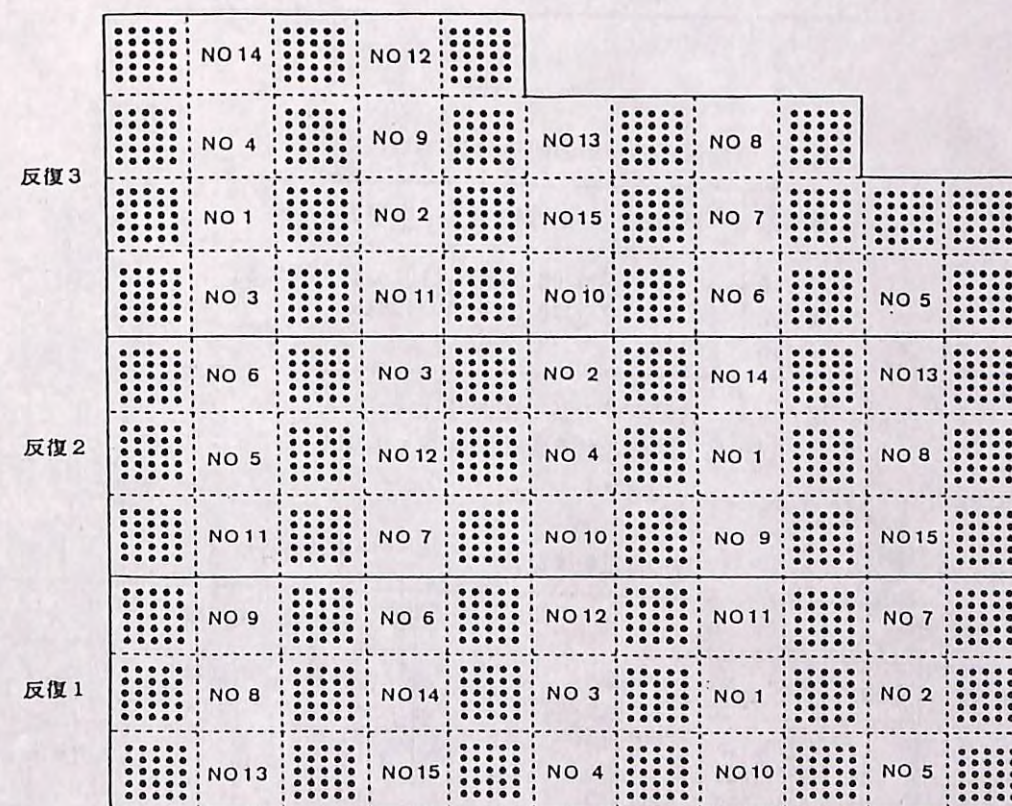 NO 14 NO 12
NO 4 NO 9 NO 13 NO 8
反復3
NO 1 NO 2 NO 15 NO 7
NO 3 NO 11 NO 10 NO 6 NO 5
NO 6 NO 3 NO 2 NO 14 NO 13
反復2
NO 5 NO 12 NO 4 NO 1 NO 8
NO 11 NO 7 NO 10 NO 9 NO 15
NO 9 NO 6 NO 12 NO 11 NO 7
反復1
NO 8 NO 14 NO 3 NO 1 NO 2
NO 13 NO 15 NO 4 NO 10 NO 5